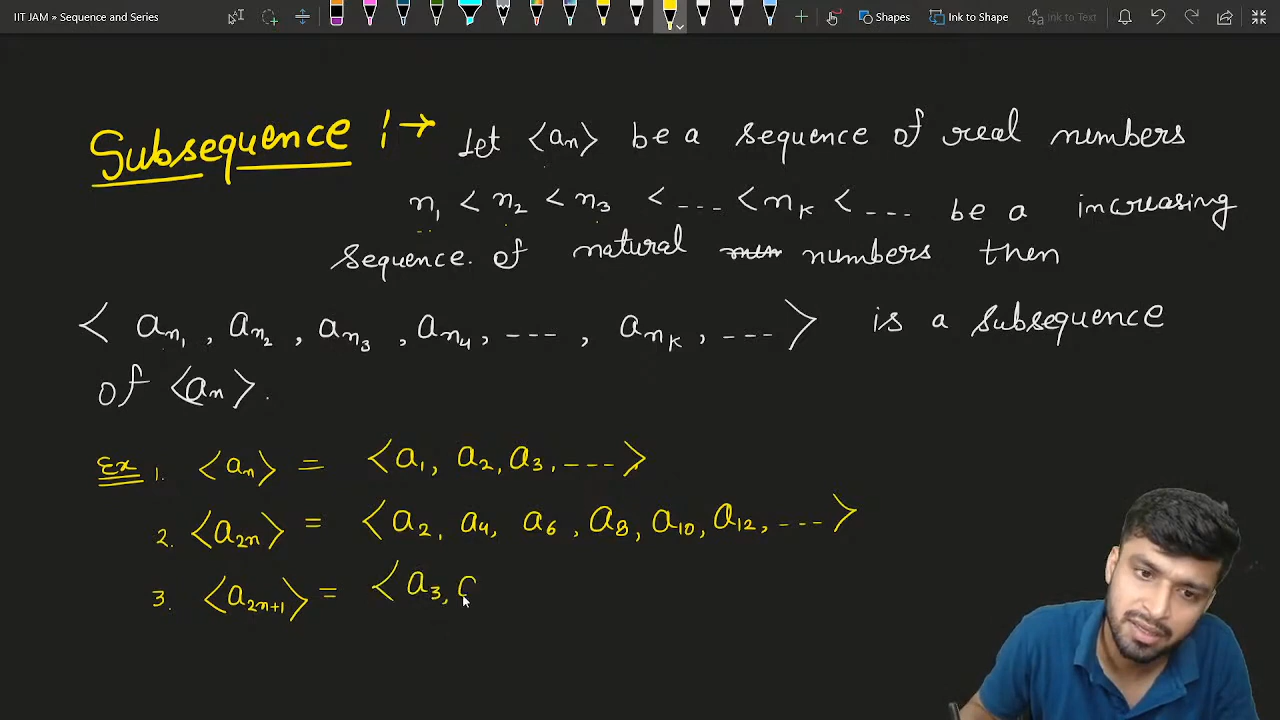 IIT JAM » Sequence and Series
Shapes
Ink to Shape
Ink to Text
Subsequence :→ Let <aₙ> be a sequence of real numbers
n₁ < n₂ < n₃ < --- < nₖ < --- be a increasing
sequence. of natural numbers then
< aₙ₁, aₙ₂, aₙ₃, aₙ₄, ---, aₙₖ, --- > is a subsequence
of <aₙ>.
Ex 1. <aₙ> = <a₁, a₂, a₃, --->
2. <a₂ₙ> = <a₂, a₄, a₆, a₈, a₁₀, a₁₂, --->
3. <a₂ₙ₊₁> = <a₃,